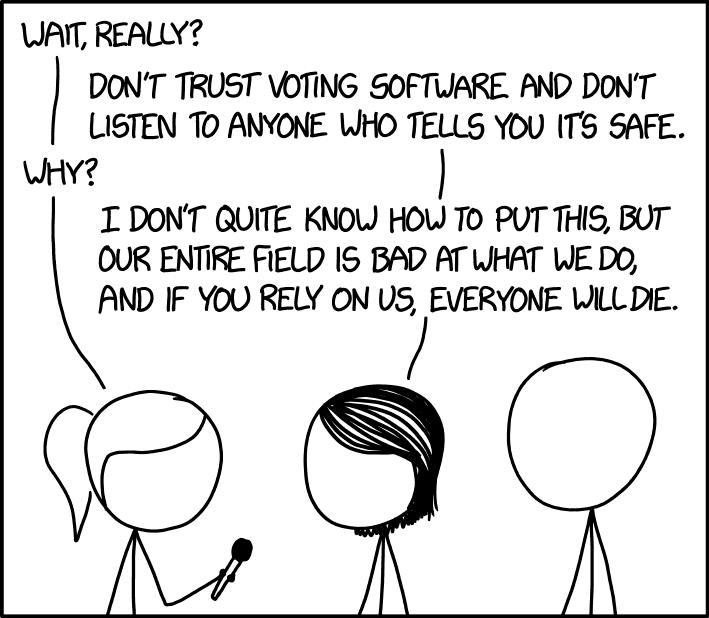 WAIT, REALLY?
DON'T TRUST VOTING SOFTWARE AND DON'T
LISTEN TO ANYONE WHO TELLS YOU IT'S SAFE.
WHY?
I DON'T QUITE KNOW HOW TO PUT THIS, BUT
OUR ENTIRE FIELD IS BAD AT WHAT WE DO,
AND IF YOU RELY ON US, EVERYONE WILL DIE.